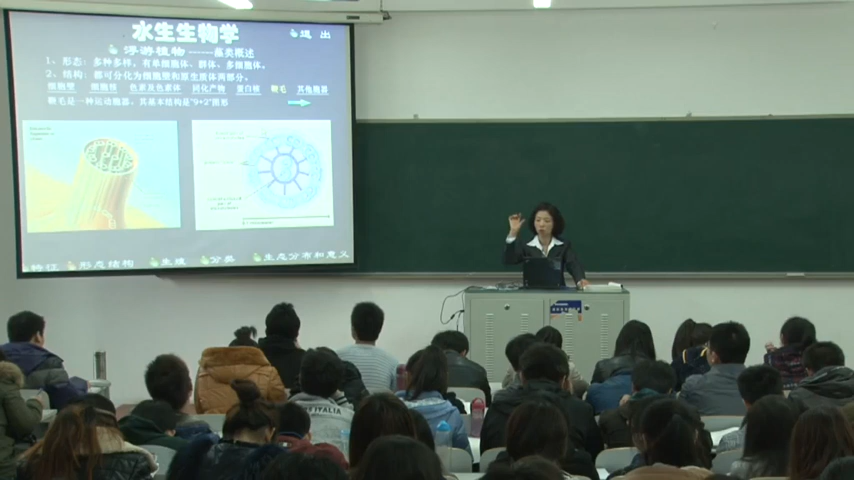 水生生物学
退 出
浮游植物——藻类概述
1、形态：多种多样，有单细胞体、群体、多细胞体。
2、结构：都可分化为细胞壁和原生质体两部分。
细胞壁 细胞核 色素及色素体 同化产物 蛋白核 鞭毛 其他胞器
鞭毛是一种运动胞器，其基本结构是"9+2"图形
特征 形态结构 生境 分类 生态分布和意义
ITALIA